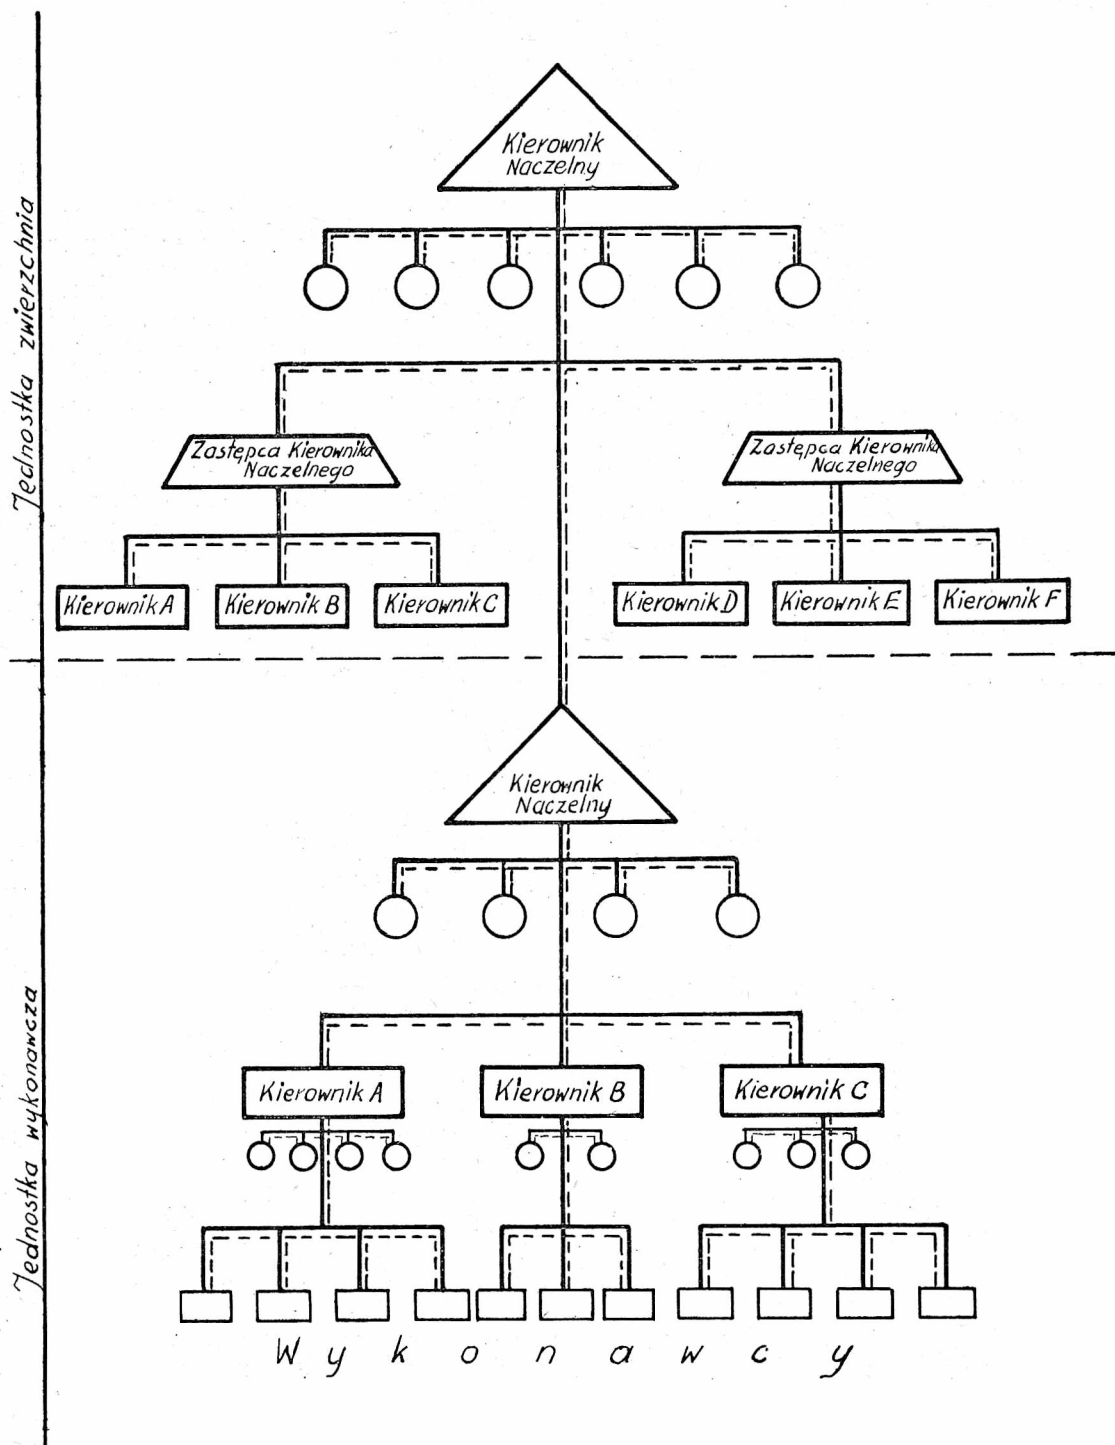 Jednostka zwierzchnia
Kierownik
Naczelny
Zastępca Kierownika
Naczelnego
Zastępca Kierownika
Naczelnego
Kierownik A
Kierownik B
Kierownik C
Kierownik D
Kierownik E
Kierownik F
Jednostka wykonawcza
Kierownik
Naczelny
Kierownik A
Kierownik B
Kierownik C
Wykonawcy